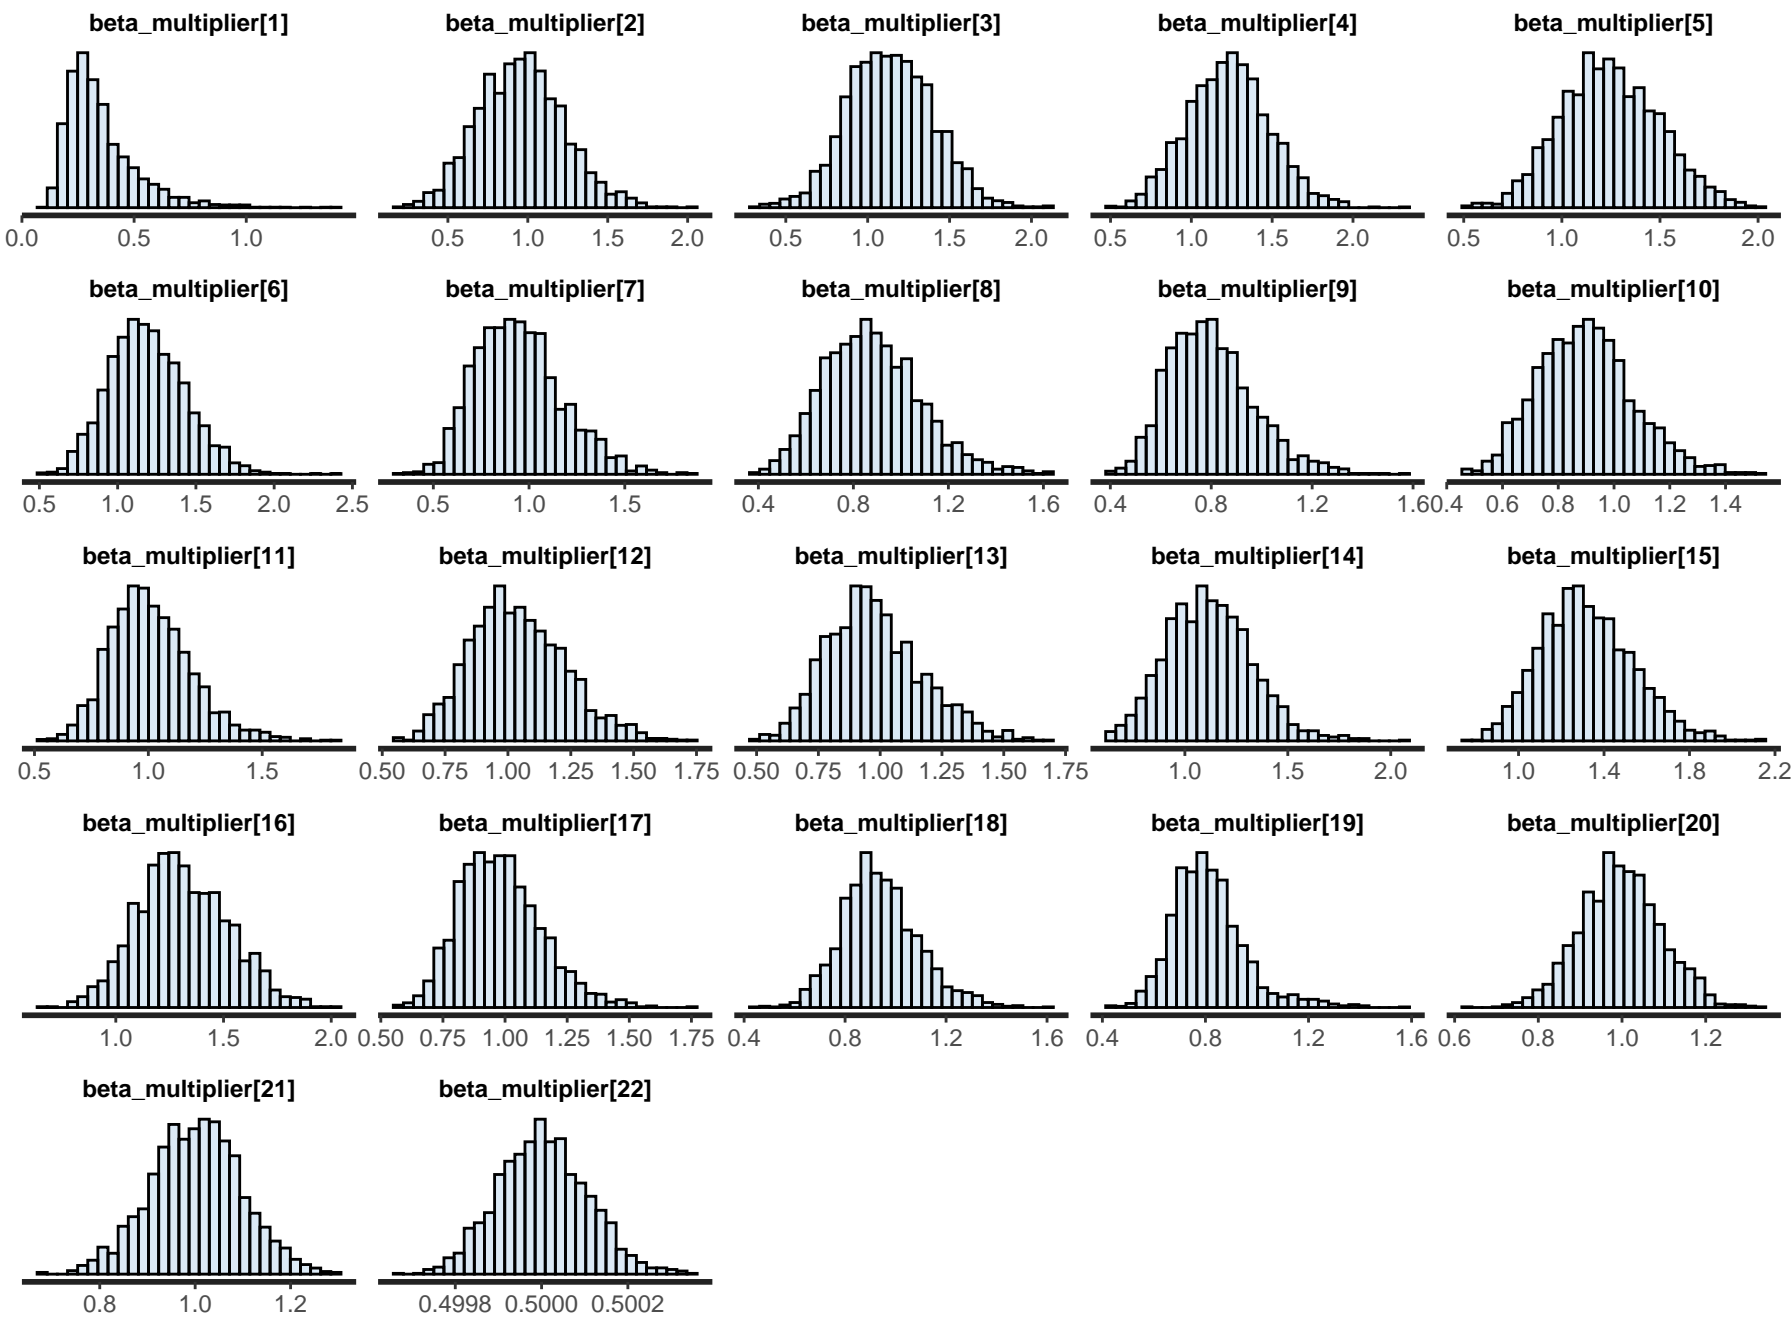 beta_multiplier[1] beta_multiplier[2] beta_multiplier[3] beta_multiplier[4] beta_multiplier[5]
0.0 0.5 1.0 0.5 1.0 1.5 2.0 0.5 1.0 1.5 2.0 0.5 1.0 1.5 2.0 0.5 1.0 1.5 2.0
beta_multiplier[6] beta_multiplier[7] beta_multiplier[8] beta_multiplier[9] beta_multiplier[10]
0.5 1.0 1.5 2.0 2.5 0.5 1.0 1.5 0.4 0.8 1.2 1.6 0.4 0.8 1.2 1.6 0.4 0.6 0.8 1.0 1.2 1.4
beta_multiplier[11] beta_multiplier[12] beta_multiplier[13] beta_multiplier[14] beta_multiplier[15]
0.5 1.0 1.5 0.50 0.75 1.00 1.25 1.50 1.75 0.50 0.75 1.00 1.25 1.50 1.75 1.0 1.5 2.0 1.0 1.4 1.8 2.2
beta_multiplier[16] beta_multiplier[17] beta_multiplier[18] beta_multiplier[19] beta_multiplier[20]
1.0 1.5 2.0 0.50 0.75 1.00 1.25 1.50 1.75 0.4 0.8 1.2 1.6 0.4 0.8 1.2 1.6 0.6 0.8 1.0 1.2
beta_multiplier[21] beta_multiplier[22]
0.8 1.0 1.2 0.4998 0.5000 0.5002